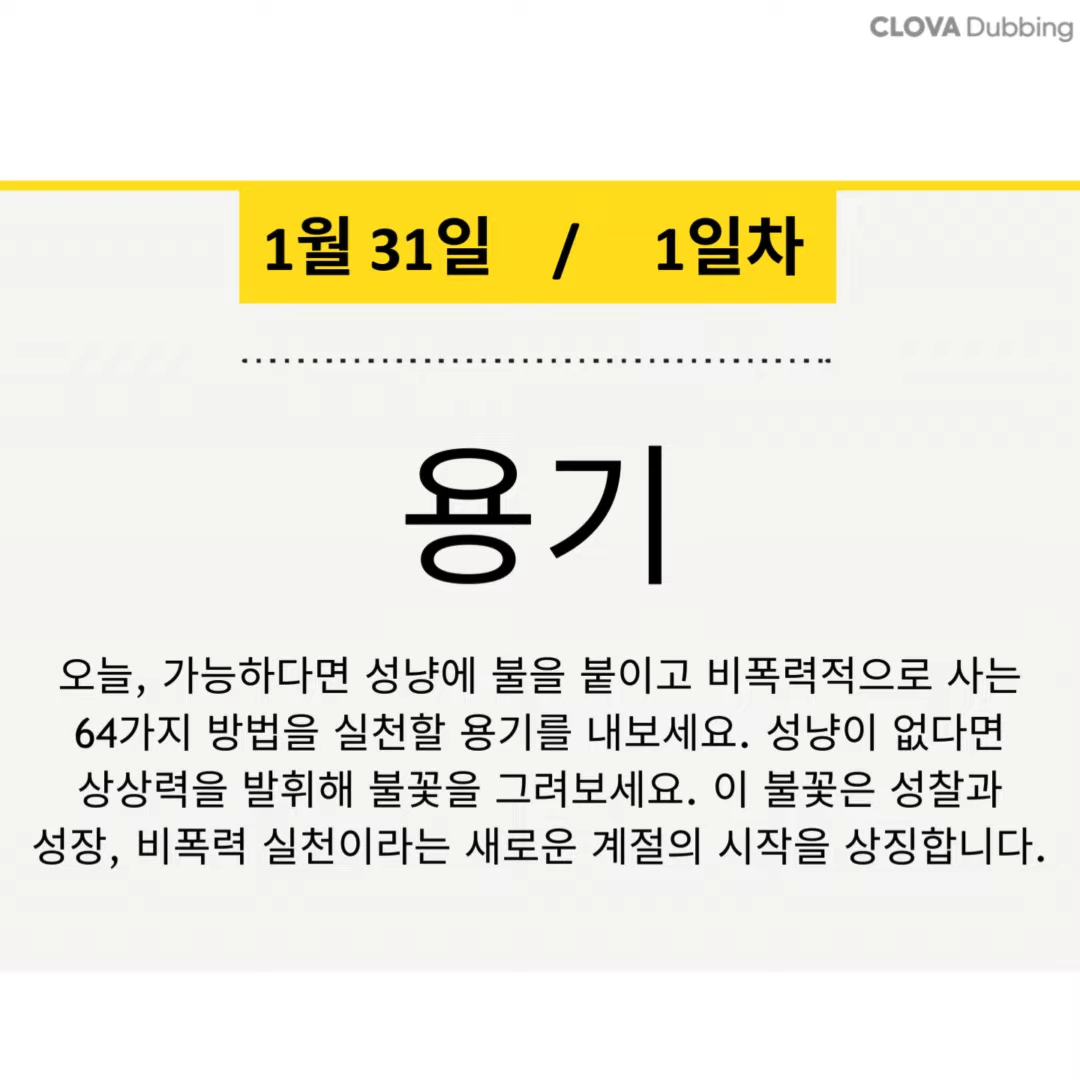 CLOVA Dubbing
1월 31일 / 1일차
용기
오늘, 가능하다면 성냥에 불을 붙이고 비폭력적으로 사는
64가지 방법을 실천할 용기를 내보세요. 성냥이 없다면
상상력을 발휘해 불꽃을 그려보세요. 이 불꽃은 성찰과
성장, 비폭력 실천이라는 새로운 계절의 시작을 상징합니다.